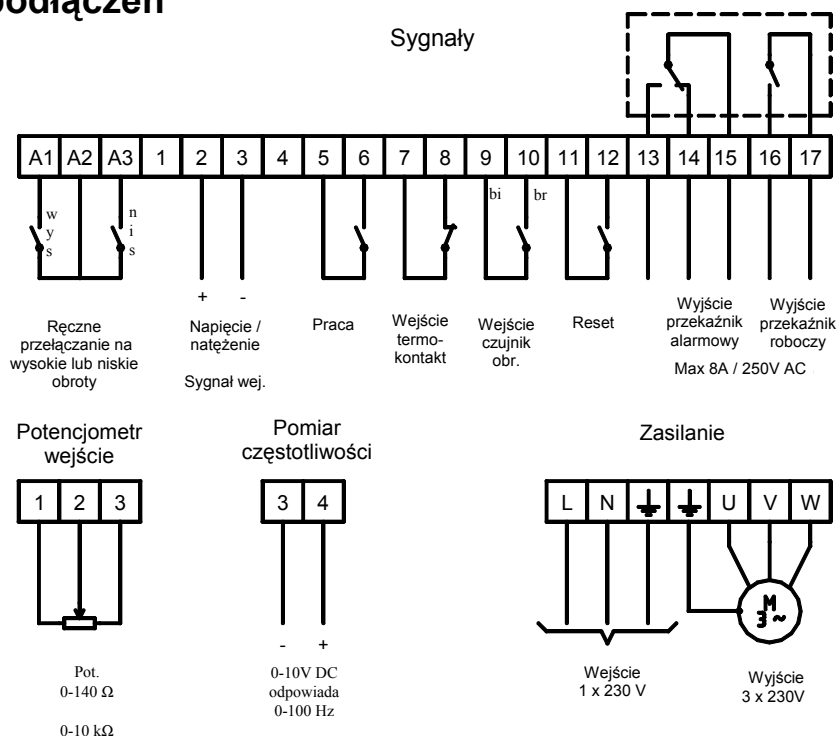 podłączeń
Sygnały
A1 A2 A3 1 2 3 4 5 6 7 8 9 10 11 12 13 14 15 16 17
wys
nis
bi
br
+ -
Ręczne
przełączanie na
wysokie lub niskie
obroty
Napięcie /
natężenie
Sygnał wej.
Praca
Wejście
termo-
kontakt
Wejście
czujnik
obr.
Reset
Wyjście
przekaźnik
alarmowy
Wyjście
przekaźnik
roboczy
Max 8A / 250V AC
Potencjometr
wejście
1 2 3
Pot.
0-140 Ω
0-10 kΩ
Pomiar
częstotliwości
3 4
- +
0-10V DC
odpowiada
0-100 Hz
Zasilanie
L N U V W
M
3 ~
Wejście
1 x 230 V
Wyjście
3 x 230V